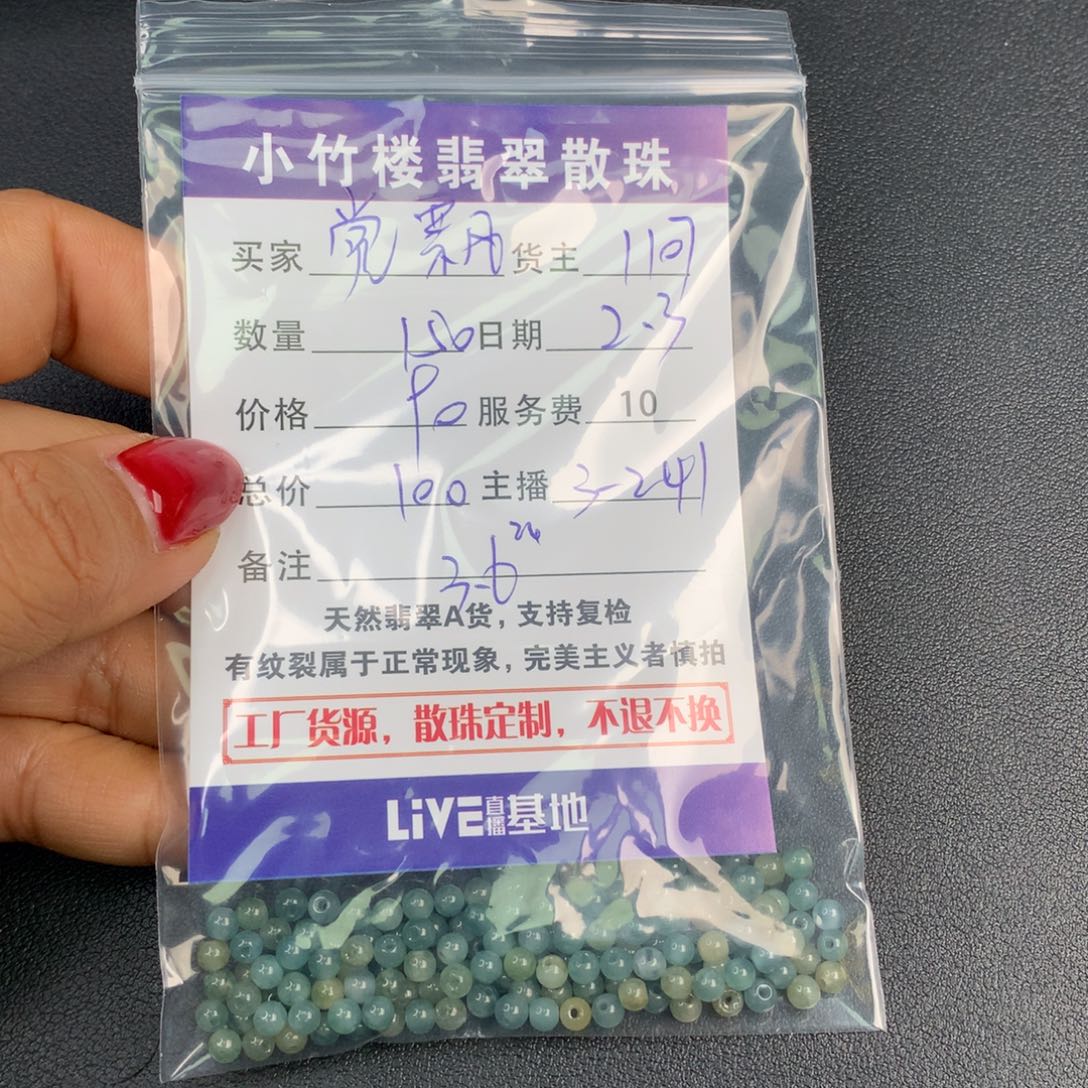 小竹楼翡翠散珠
买家 党 货主
数量 150 日期 2.3
价格 90 服务费 10
总价 100 主播 3-241
备注 3-6 24
天然翡翠A货，支持复检
有纹裂属于正常现象，完美主义者慎拍
工厂货源，散珠定制，不退不换
LiVE直播基地